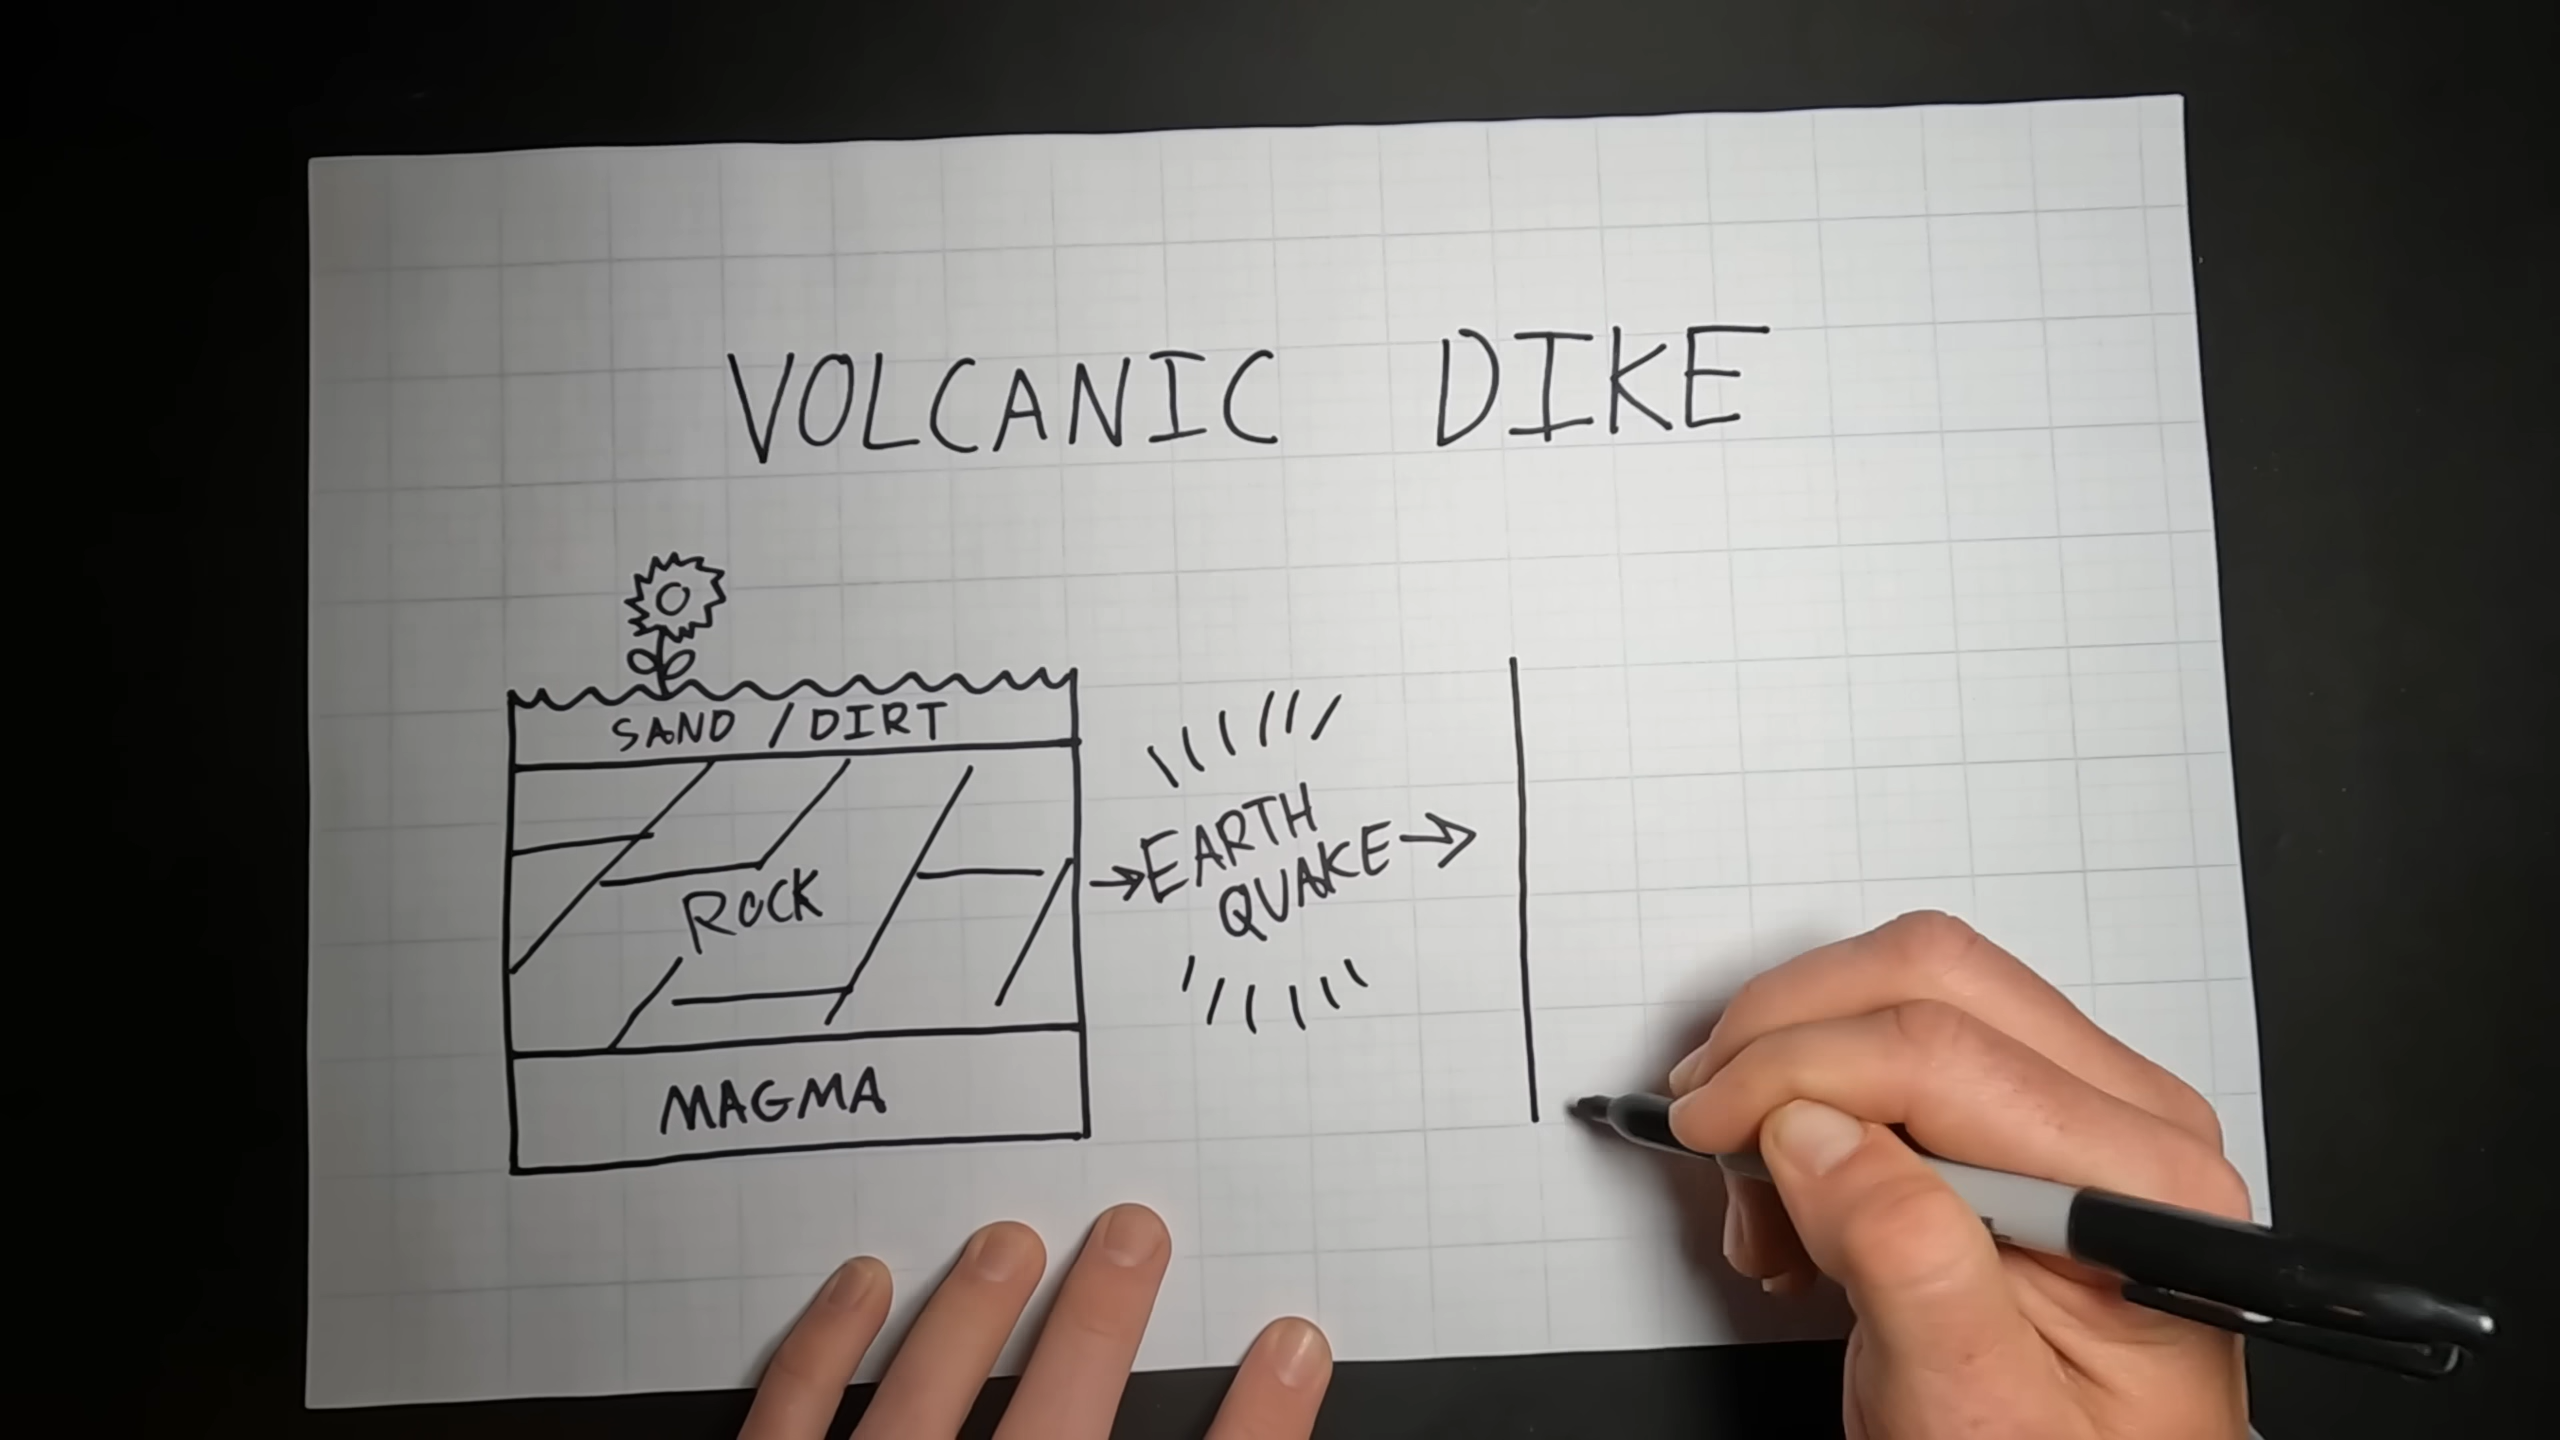 VOLCANIC DIKE
SAND / DIRT
ROCK
MAGMA
EARTH
QUAKE